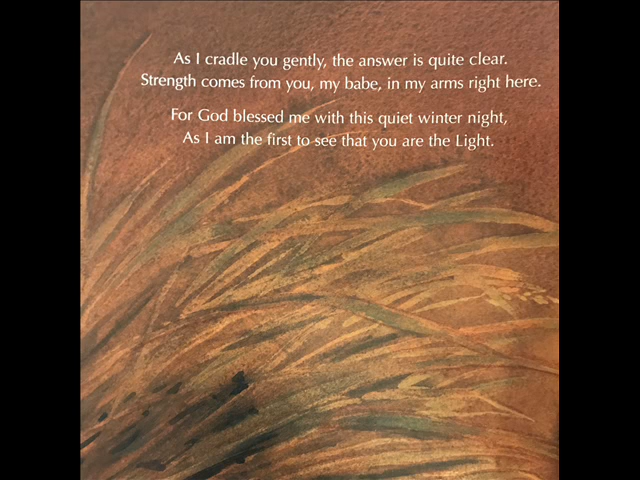 As I cradle you gently, the answer is quite clear.
Strength comes from you, my babe, in my arms right here.
For God blessed me with this quiet winter night,
As I am the first to see that you are the Light.